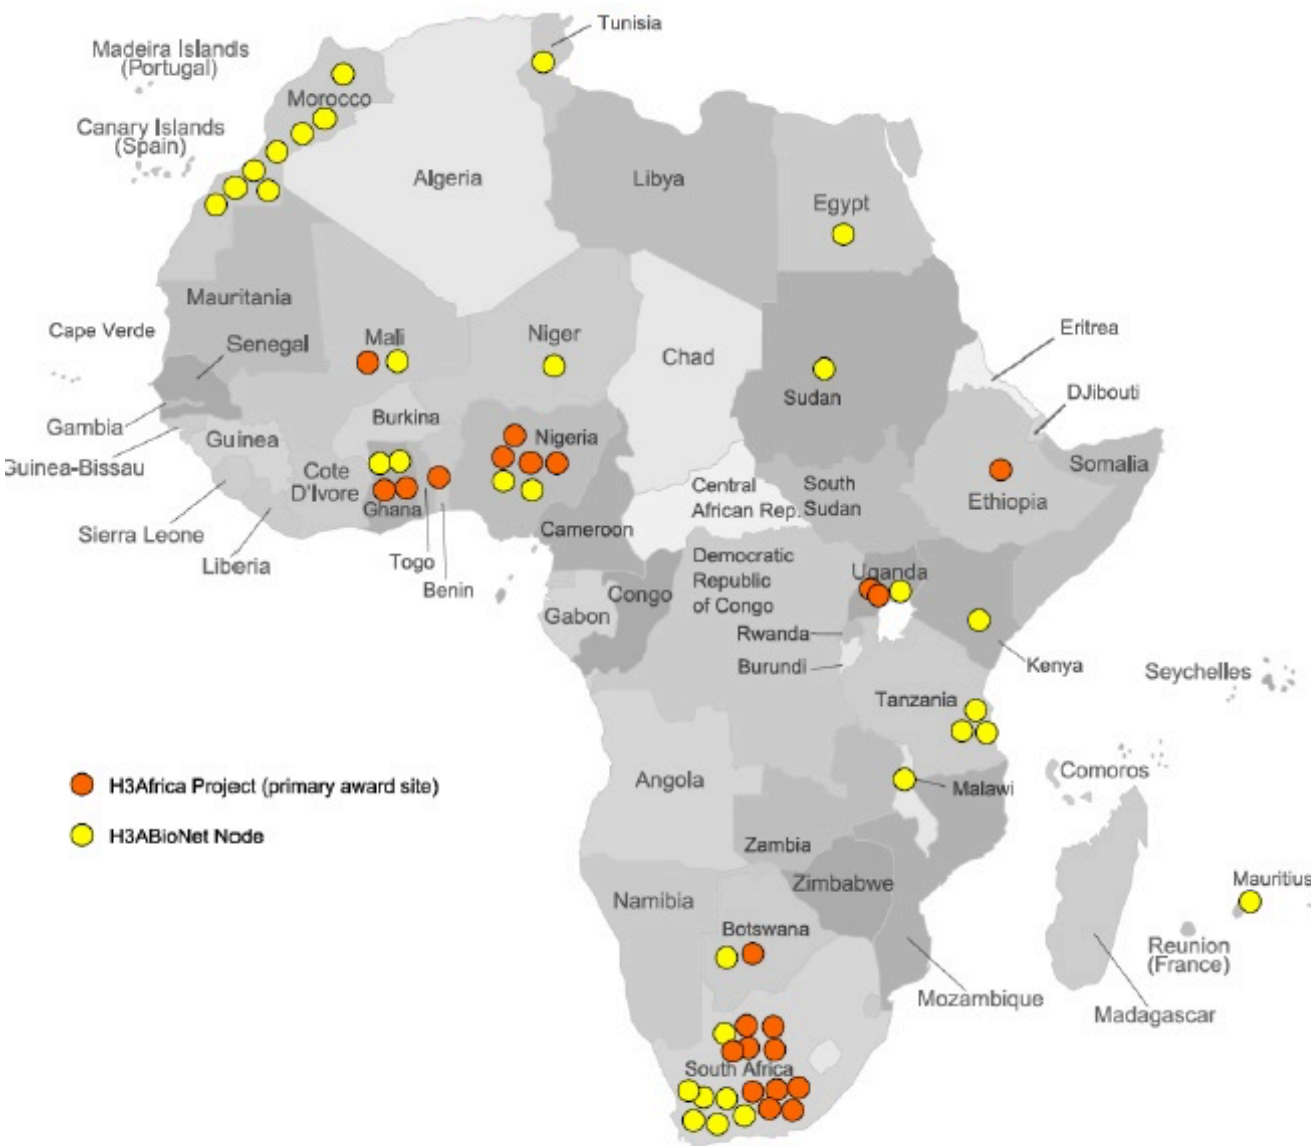 Tunisia
Madeira Islands
(Portugal)
Morocco
Canary Islands
(Spain)
Algeria
Libya
Egypt
Mauritania
Cape Verde
Senegal
Mali
Niger
Chad
Eritrea
Sudan
DJibouti
Gambia
Burkina
Guinea
Nigeria
Guinea-Bissau
Somalia
Cote
D'Ivore
Ghana
Central
African Rep.
South
Sudan
Ethiopia
Sierra Leone
Cameroon
Liberia
Togo
Benin
Democratic
Republic
of Congo
Uganda
Congo
Gabon
Rwanda
Burundi
Kenya
Seychelles
Tanzania
Angola
Comoros
H3Africa Project (primary award site)
Malawi
H3ABioNet Node
Zambia
Zimbabwe
Mauritius
Namibia
Botswana
Reunion
(France)
Mozambique
Madagascar
South Africa